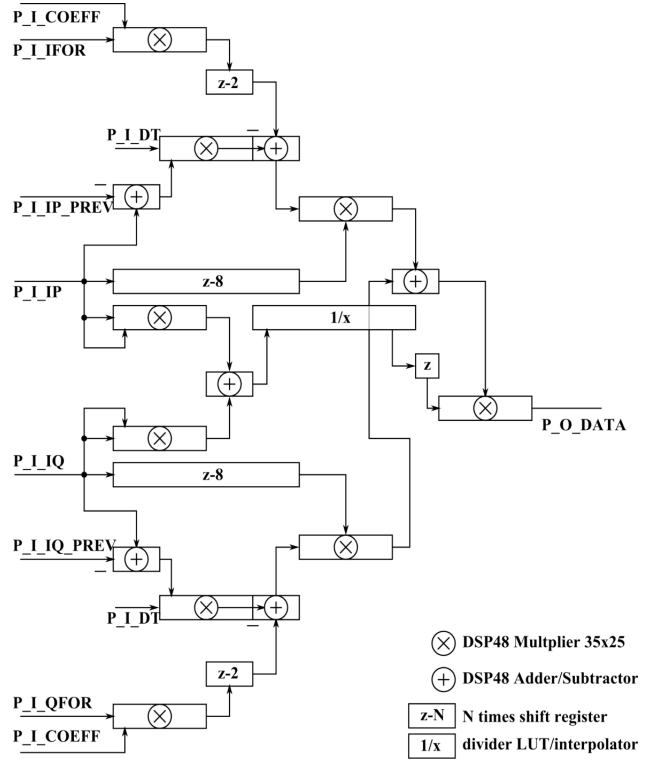 P_I_COEFF
P_I_IFOR
z-2
P_I_DT
P_I_IP_PREV
P_I_IP
z-8
1/x
z
P_O_DATA
P_I_IQ
z-8
P_I_IQ_PREV
P_I_DT
z-2
P_I_QFOR
P_I_COEFF
DSP48 Multplier 35x25
DSP48 Adder/Subtractor
z-N N times shift register
1/x divider LUT/interpolator